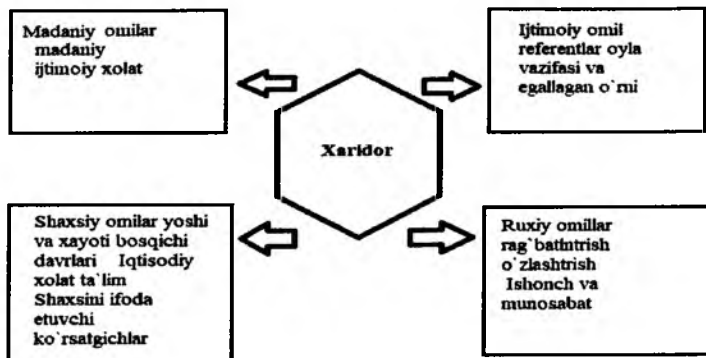 Madaniy omilar
madaniy
ijtimoiy xolat
Ijtimoiy omil
referentlar oyla
vazifasi va
egallagan o`rni
Xaridor
Shaxsiy omilar yoshi
va xayoti bosqichi
davrlari Iqtisodiy
xolat ta`lim
Shaxsini ifoda
etuvchi
ko`rsatgichlar
Ruxiy omillar
rag`batintrish
o`zlashtrish
Ishonch va
munosabat